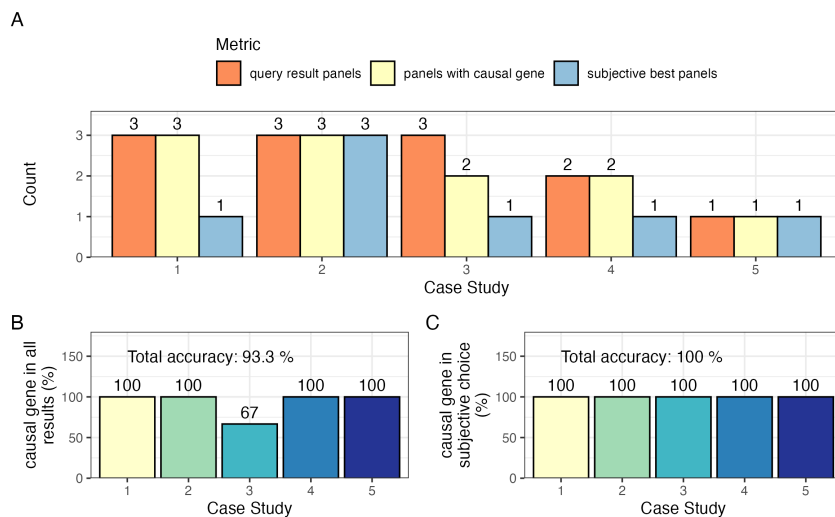 A
Metric
query result panels
panels with causal gene
subjective best panels
Count
3
2
1
0
3 3 1 3 3 3 3 2 1 2 2 1 1 1 1
1 2 3 4 5
Case Study
B
causal gene in all
results (%)
150
100
50
0
Total accuracy: 93.3 %
100 100 67 100 100
1 2 3 4 5
Case Study
C
causal gene in
subjective choice
(%)
150
100
50
0
Total accuracy: 100 %
100 100 100 100 100
1 2 3 4 5
Case Study